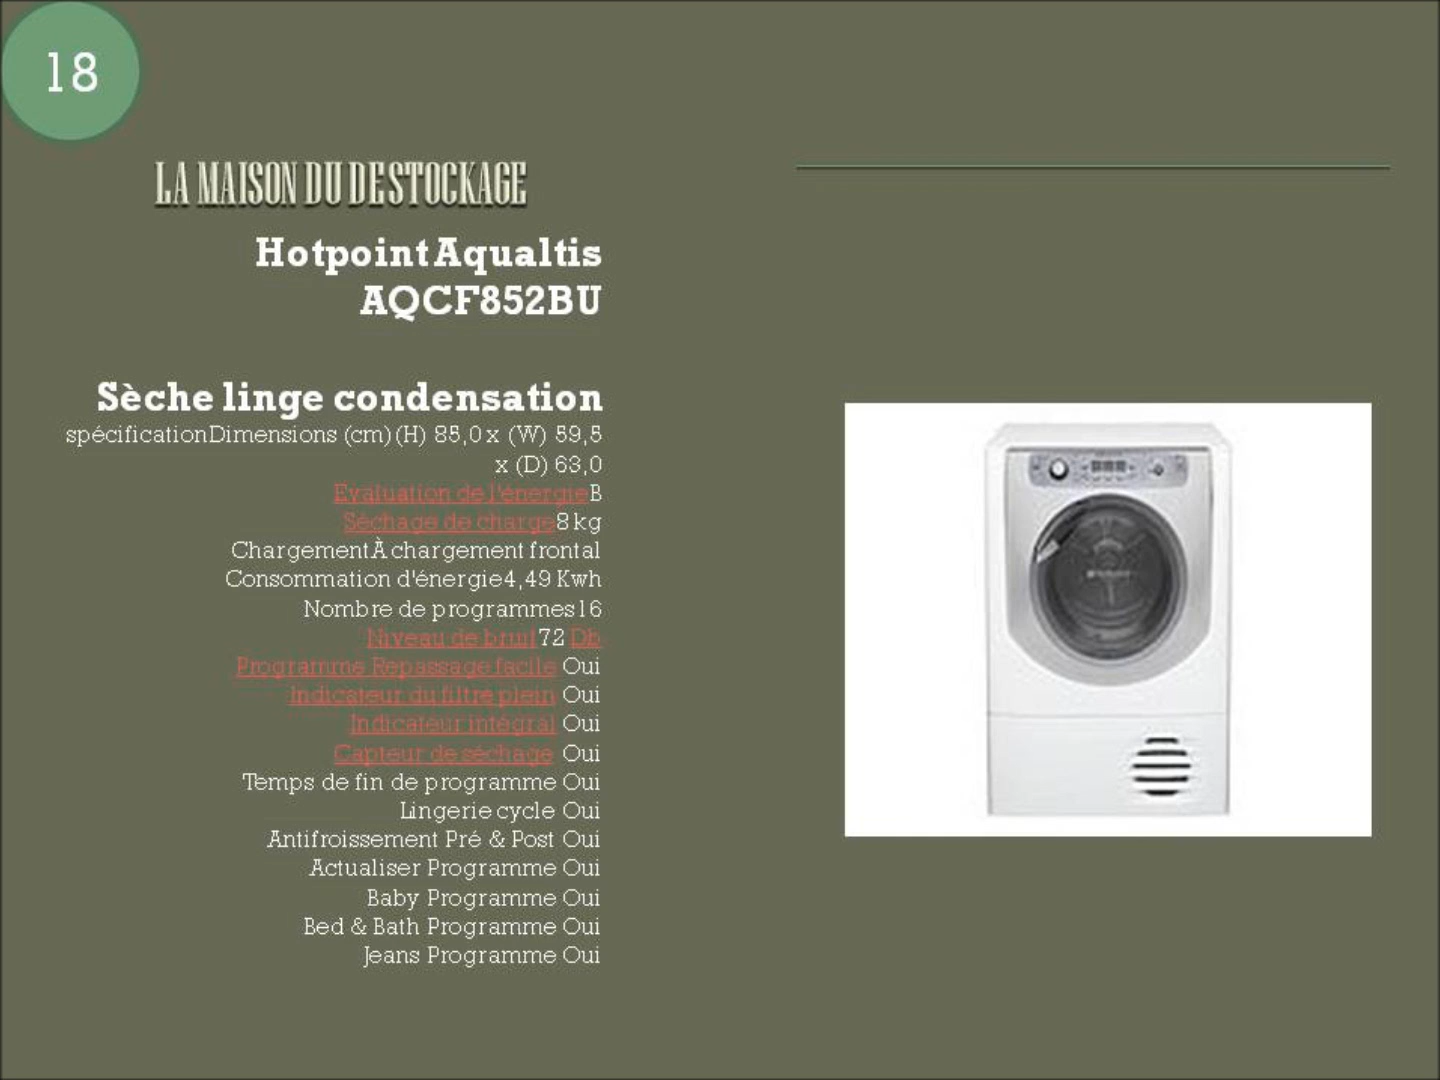 18
LA MAISON DU DESTOCKAGE
Hotpoint Aqualtis
AQCF852BU
Sèche linge condensation
spécificationDimensions (cm) (H) 85,0 x (W) 59,5
x (D) 63,0
Evaluation de l'énergieB
Séchage de charge8 kg
ChargementÀ chargement frontal
Consommation d'énergie4,49 Kwh
Nombre de programmes16
Niveau de bruit72 Db
Programme Repassage facile Oui
Indicateur du filtre plein Oui
Indicateur intégral Oui
Capteur de séchage Oui
Temps de fin de programme Oui
Lingerie cycle Oui
Antifroissement Pré & Post Oui
Actualiser Programme Oui
Baby Programme Oui
Bed & Bath Programme Oui
Jeans Programme Oui